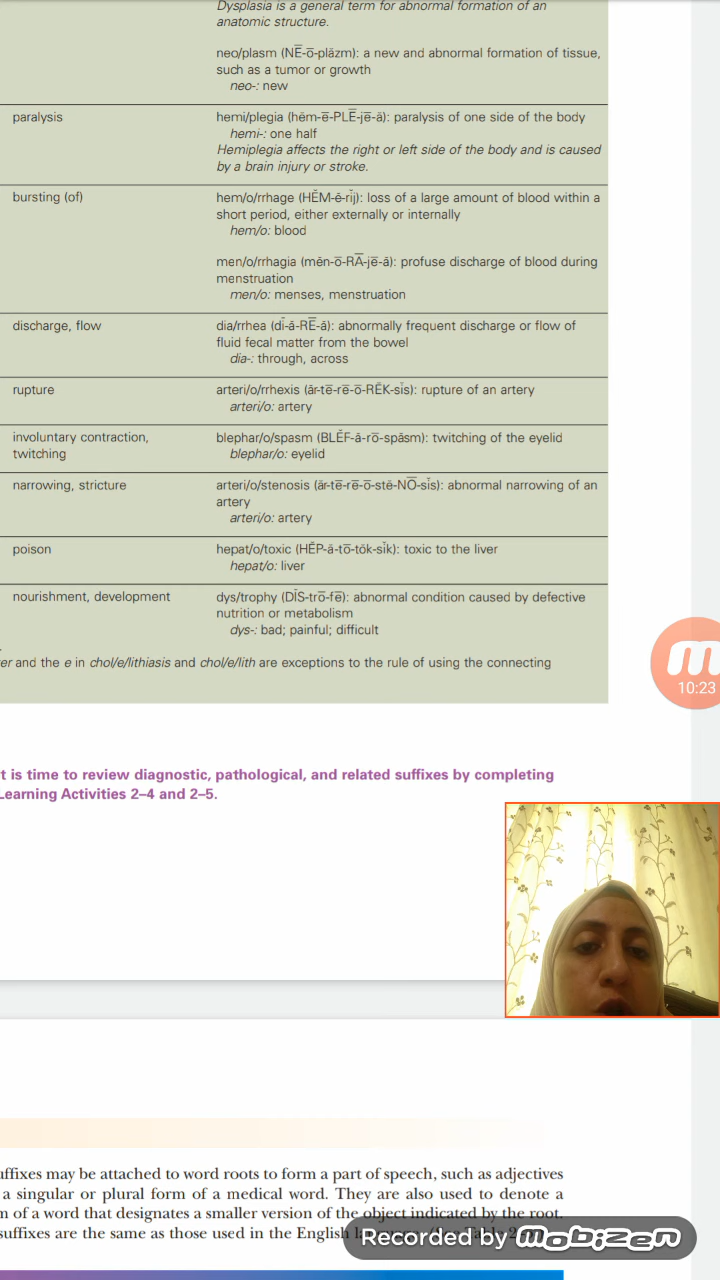 Dysplasia is a general term for abnormal formation of an
anatomic structure.
neo/plasm (NĒ-ō-plăzm): a new and abnormal formation of tissue,
such as a tumor or growth
neo-: new
paralysis
hemi/plegia (hĕm-ē-PLĒ-jē-ă): paralysis of one side of the body
hemi-: one half
Hemiplegia affects the right or left side of the body and is caused
by a brain injury or stroke.
bursting (of)
hem/o/rrhage (HĔM-ĕ-rĭj): loss of a large amount of blood within a
short period, either externally or internally
hem/o: blood
men/o/rrhagia (mĕn-ō-RĀ-jē-ă): profuse discharge of blood during
menstruation
men/o: menses, menstruation
discharge, flow
dia/rrhea (dī-ă-RĒ-ă): abnormally frequent discharge or flow of
fluid fecal matter from the bowel
dia-: through, across
rupture
arteri/o/rrhexis (ăr-tē-rē-ō-RĔK-sĭs): rupture of an artery
arteri/o: artery
involuntary contraction,
twitching
blephar/o/spasm (BLĔF-ă-rō-spăsm): twitching of the eyelid
blephar/o: eyelid
narrowing, stricture
arteri/o/stenosis (ăr-tē-rē-ō-stĕ-NŌ-sĭs): abnormal narrowing of an
artery
arteri/o: artery
poison
hepat/o/toxic (HĔP-ă-tō-tŏk-sĭk): toxic to the liver
hepat/o: liver
nourishment, development
dys/trophy (DĬS-trō-fē): abnormal condition caused by defective
nutrition or metabolism
dys-: bad; painful; difficult
er and the e in chol/e/lithiasis and chol/e/lith are exceptions to the rule of using the connecting
10:23
t is time to review diagnostic, pathological, and related suffixes by completing
Learning Activities 2–4 and 2–5.
uffixes may be attached to word roots to form a part of speech, such as adjectives
a singular or plural form of a medical word. They are also used to denote a
of a word that designates a smaller version of the object indicated by the root.
suffixes are the same as those used in the English
Recorded by mobizen